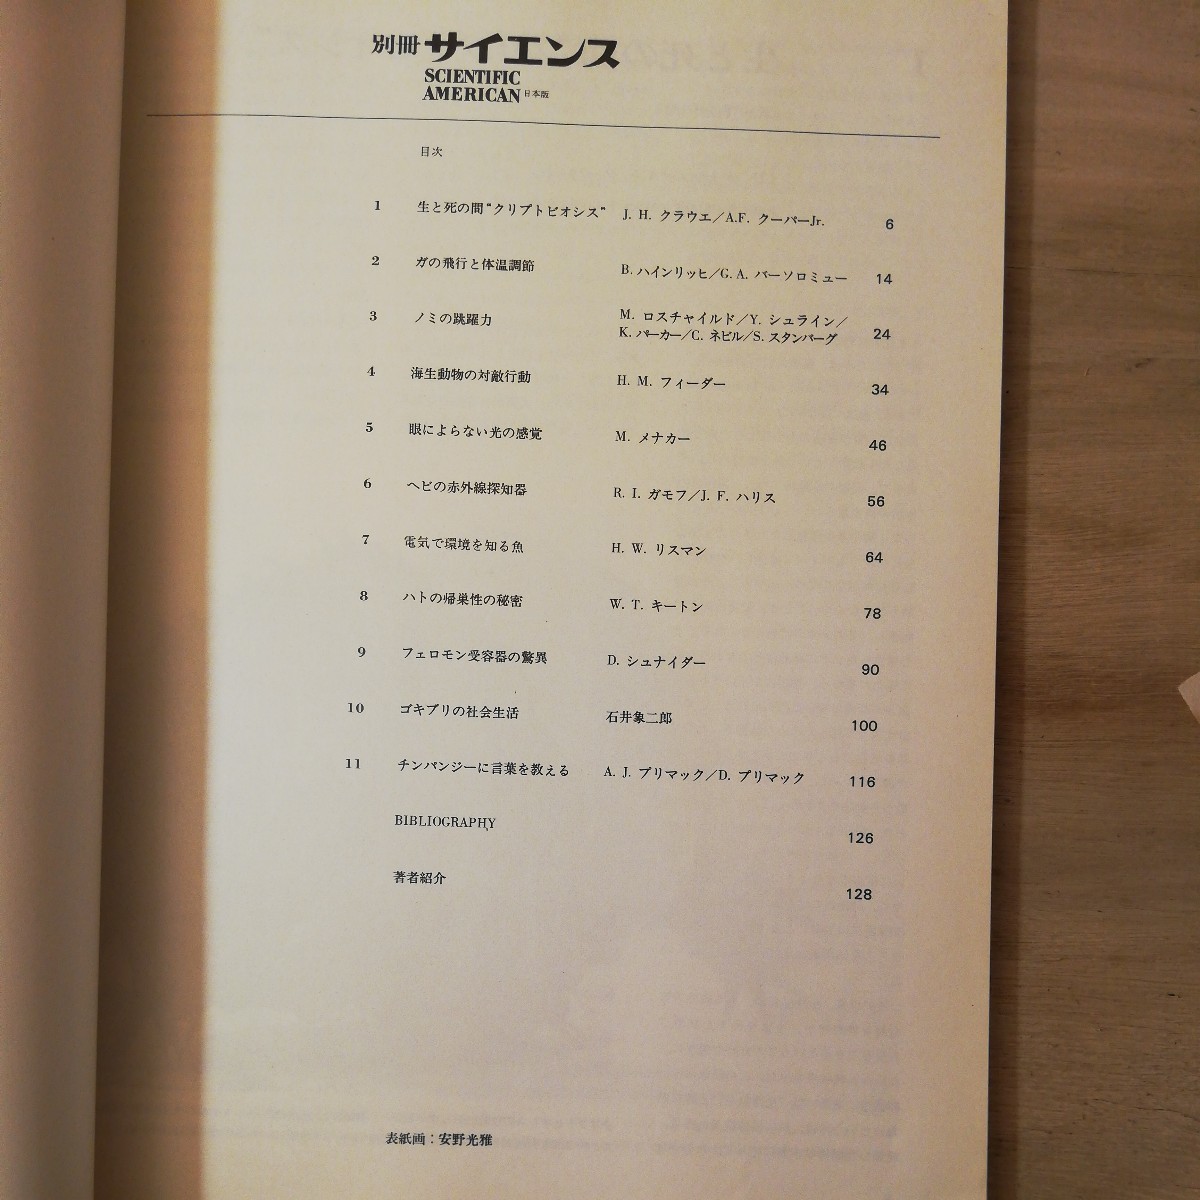 別冊サイエンス
SCIENTIFIC
AMERICAN 日本版
目次
1 生と死の間“クリプトビオシス” J. H. クラウエ／A.F. クーパーJr. 6
2 ガの飛行と体温調節 B. ハインリッヒ／G. A. バーソロミュー 14
3 ノミの跳躍力 M. ロスチャイルド／Y. シュライン／
K. パーカー／C. ネビル／S. スタンバーグ 24
4 海生動物の対敵行動 H. M. フィーダー 34
5 眼によらない光の感覚 M. メナカー 46
6 ヘビの赤外線探知器 R. I. ガモフ／J. F. ハリス 56
7 電気で環境を知る魚 H. W. リスマン 64
8 ハトの帰巣性の秘密 W. T. キートン 78
9 フェロモン受容器の驚異 D. シュナイダー 90
10 ゴキブリの社会生活 石井象二郎 100
11 チンパンジーに言葉を教える A. J. プリマック／D. プリマック 116
BIBLIOGRAPHY 126
著者紹介 128
表紙画：安野光雅